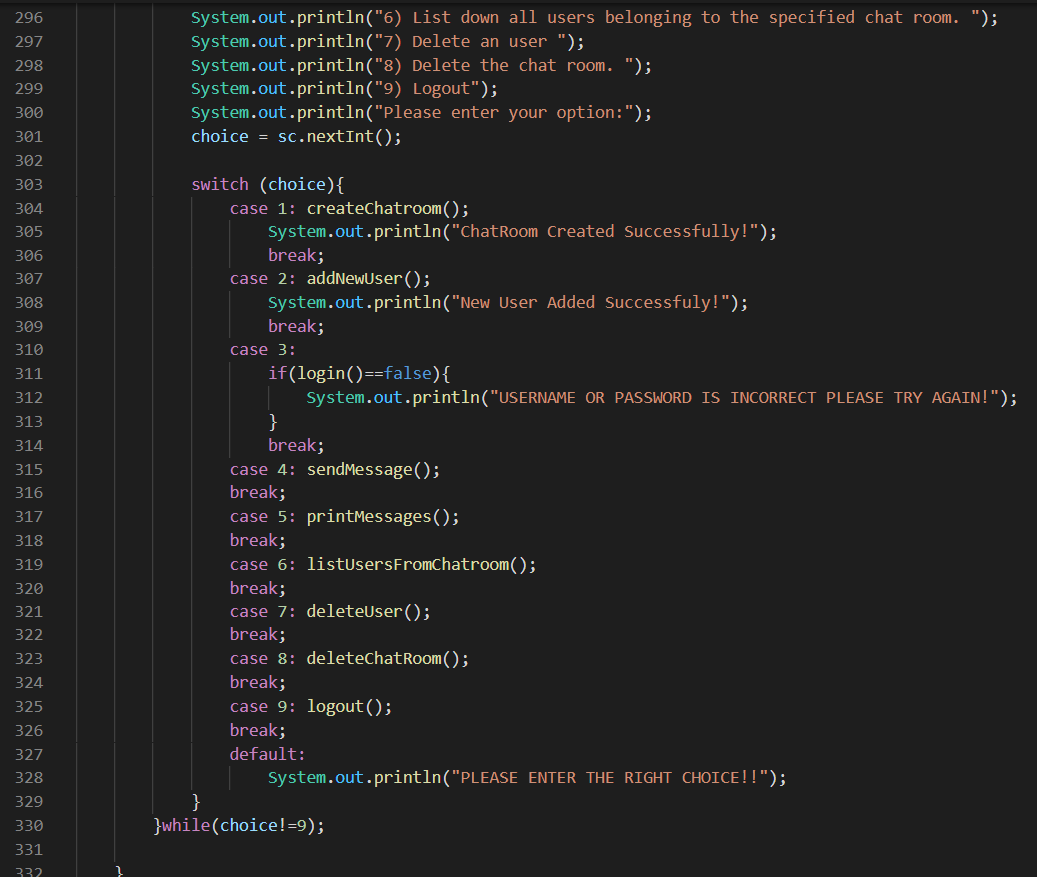 296 System.out.println("6) List down all users belonging to the specified chat room. ");
297 System.out.println("7) Delete an user ");
298 System.out.println("8) Delete the chat room. ");
299 System.out.println("9) Logout");
300 System.out.println("Please enter your option:");
301 choice = sc.nextInt();
302
303 switch (choice){
304 case 1: createChatroom();
305 System.out.println("ChatRoom Created Successfully!");
306 break;
307 case 2: addNewUser();
308 System.out.println("New User Added Successfuly!");
309 break;
310 case 3:
311 if(login()==false){
312 System.out.println("USERNAME OR PASSWORD IS INCORRECT PLEASE TRY AGAIN!");
313 }
314 break;
315 case 4: sendMessage();
316 break;
317 case 5: printMessages();
318 break;
319 case 6: listUsersFromChatroom();
320 break;
321 case 7: deleteUser();
322 break;
323 case 8: deleteChatRoom();
324 break;
325 case 9: logout();
326 break;
327 default:
328 System.out.println("PLEASE ENTER THE RIGHT CHOICE!!");
329 }
330 }while(choice!=9);
331
332 }